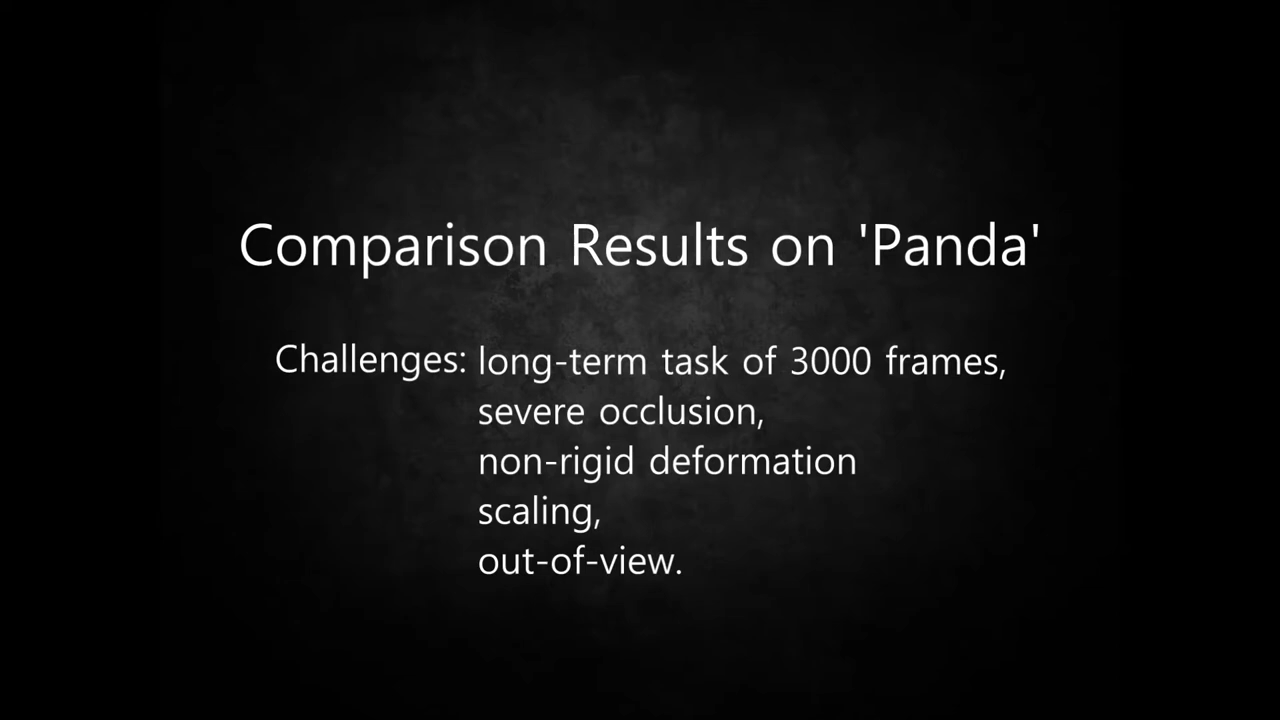 Comparison Results on 'Panda'
Challenges: long-term task of 3000 frames,
severe occlusion,
non-rigid deformation
scaling,
out-of-view.